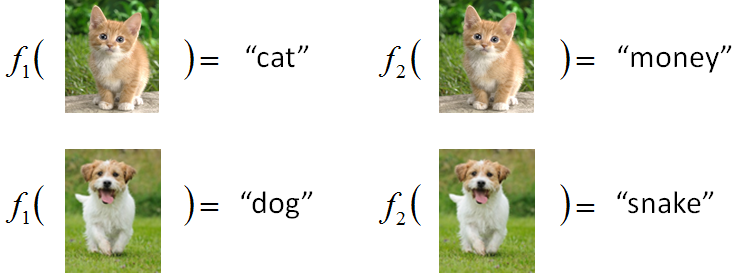 f₁( )= “cat”
f₂( )= “money”
f₁( )= “dog”
f₂( )= “snake”